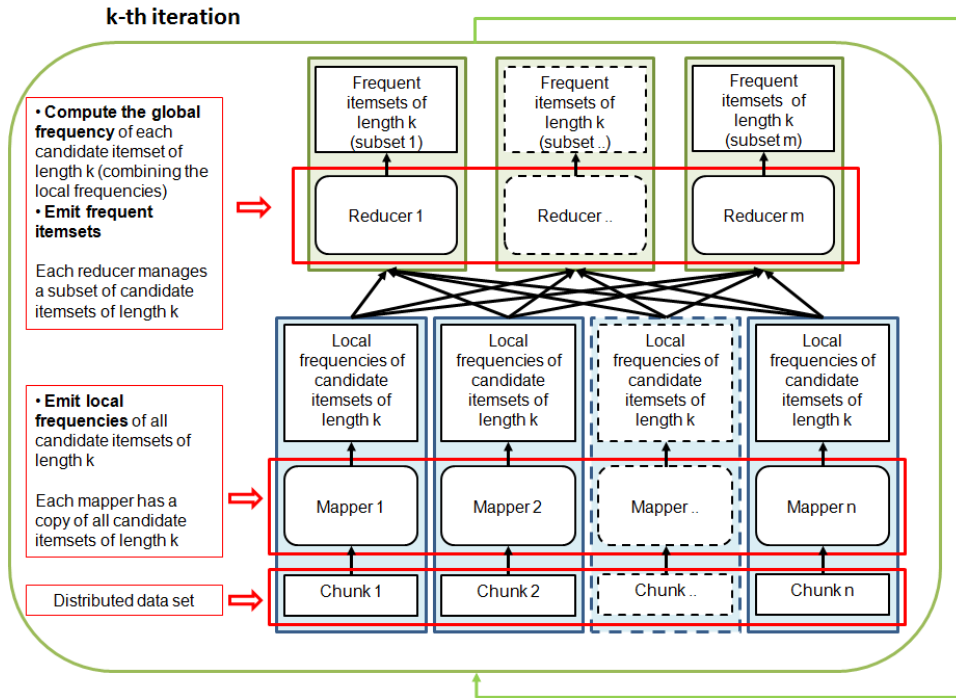 k-th iteration
Frequent
itemsets of
length k
(subset 1)
Frequent
itemsets of
length k
(subset ..)
Frequent
itemsets of
length k
(subset m)
• Compute the global
frequency of each
candidate itemset of
length k (combining the
local frequencies)
• Emit frequent
itemsets
Each reducer manages
a subset of candidate
itemsets of length k
Reducer 1
Reducer ..
Reducer m
Local
frequencies of
candidate
itemsets of
length k
Local
frequencies of
candidate
itemsets of
length k
Local
frequencies of
candidate
itemsets of
length k
Local
frequencies of
candidate
itemsets of
length k
• Emit local
frequencies of all
candidate itemsets of
length k
Each mapper has a
copy of all candidate
itemsets of length k
Mapper 1
Mapper 2
Mapper ..
Mapper n
Distributed data set
Chunk 1
Chunk 2
Chunk ..
Chunk n